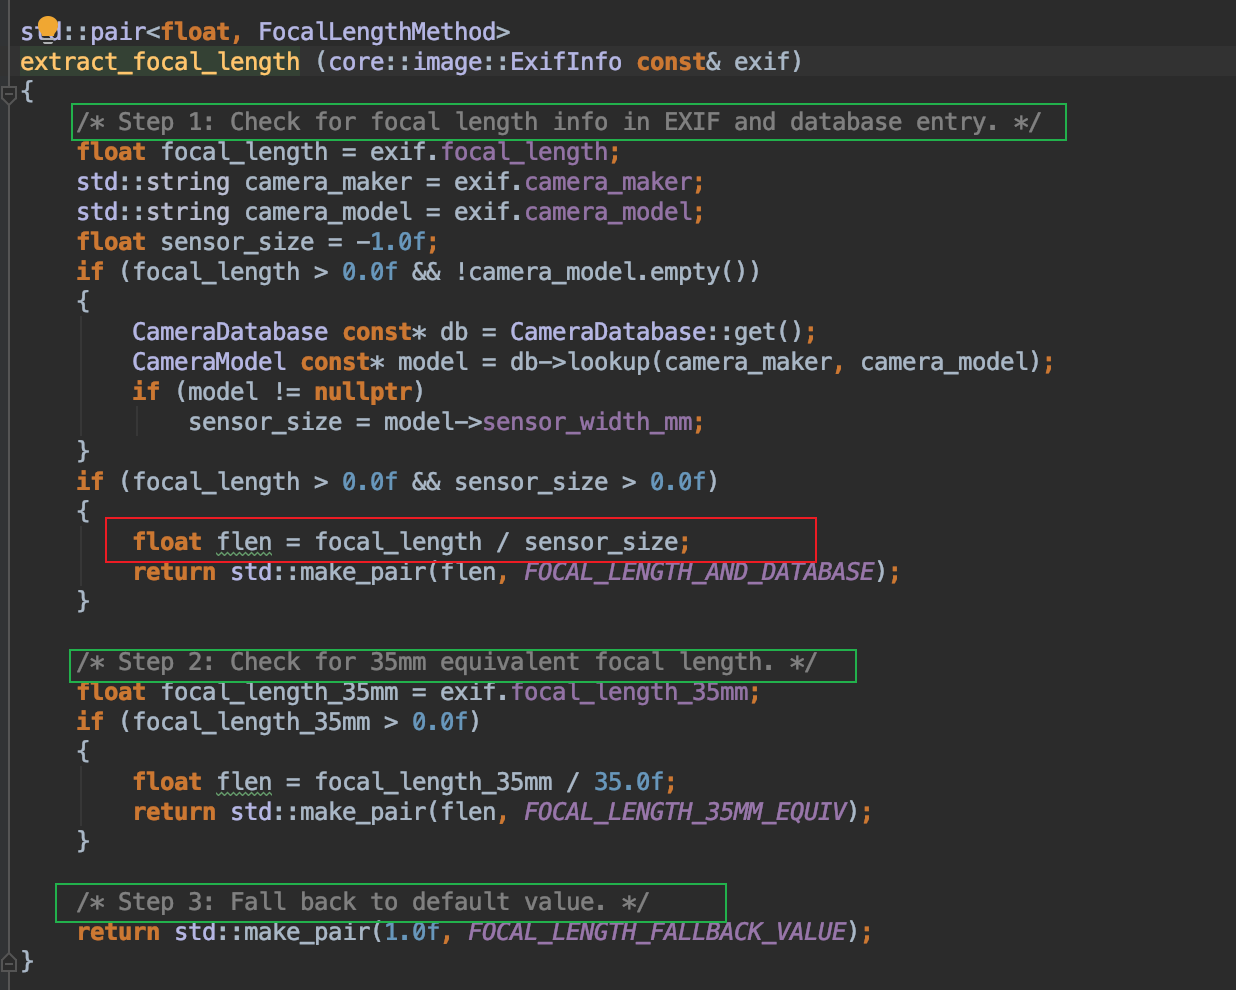 std::pair<float, FocalLengthMethod>
extract_focal_length (core::image::ExifInfo const& exif)
{
    /* Step 1: Check for focal length info in EXIF and database entry. */
    float focal_length = exif.focal_length;
    std::string camera_maker = exif.camera_maker;
    std::string camera_model = exif.camera_model;
    float sensor_size = -1.0f;
    if (focal_length > 0.0f && !camera_model.empty())
    {
        CameraDatabase const* db = CameraDatabase::get();
        CameraModel const* model = db->lookup(camera_maker, camera_model);
        if (model != nullptr)
            sensor_size = model->sensor_width_mm;
    }
    if (focal_length > 0.0f && sensor_size > 0.0f)
    {
        float flen = focal_length / sensor_size;
        return std::make_pair(flen, FOCAL_LENGTH_AND_DATABASE);
    }

    /* Step 2: Check for 35mm equivalent focal length. */
    float focal_length_35mm = exif.focal_length_35mm;
    if (focal_length_35mm > 0.0f)
    {
        float flen = focal_length_35mm / 35.0f;
        return std::make_pair(flen, FOCAL_LENGTH_35MM_EQUIV);
    }

    /* Step 3: Fall back to default value. */
    return std::make_pair(1.0f, FOCAL_LENGTH_FALLBACK_VALUE);
}